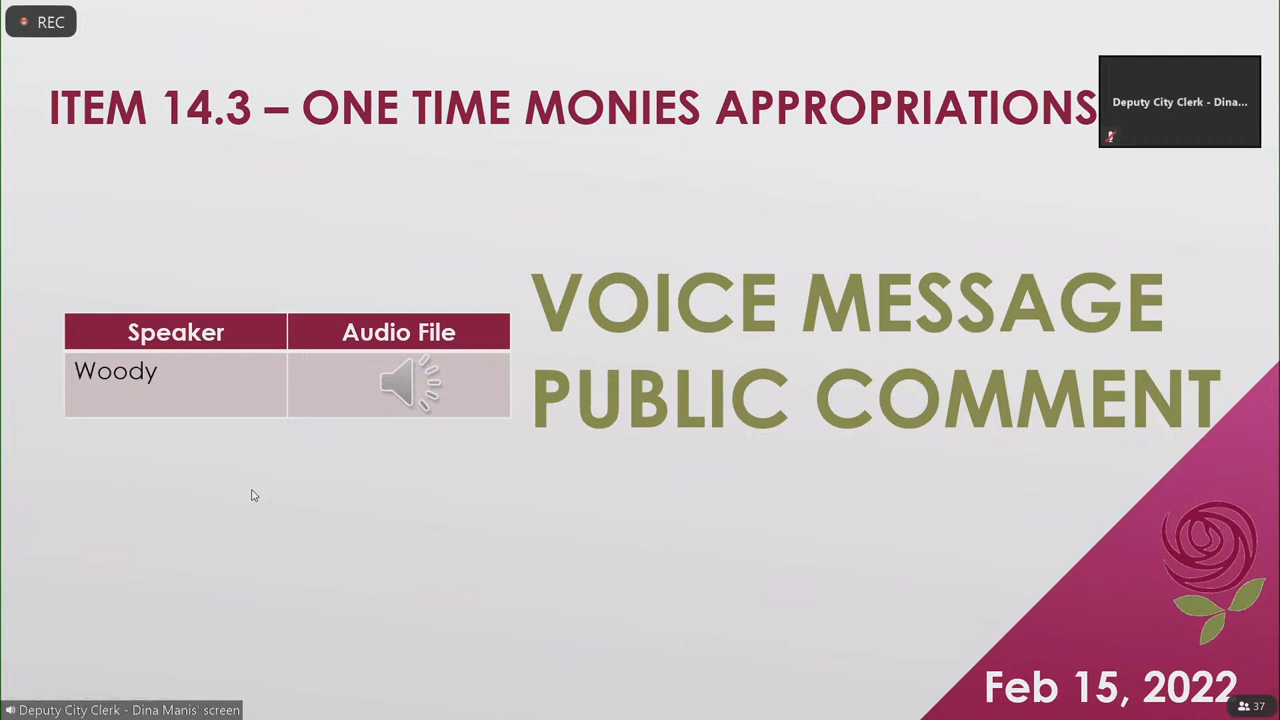 REC
ITEM 14.3 – ONE TIME MONIES APPROPRIATIONS
Deputy City Clerk - Dina...
VOICE MESSAGE
PUBLIC COMMENT
Speaker Audio File
Woody
Feb 15, 2022
Deputy City Clerk - Dina Manis' screen
37